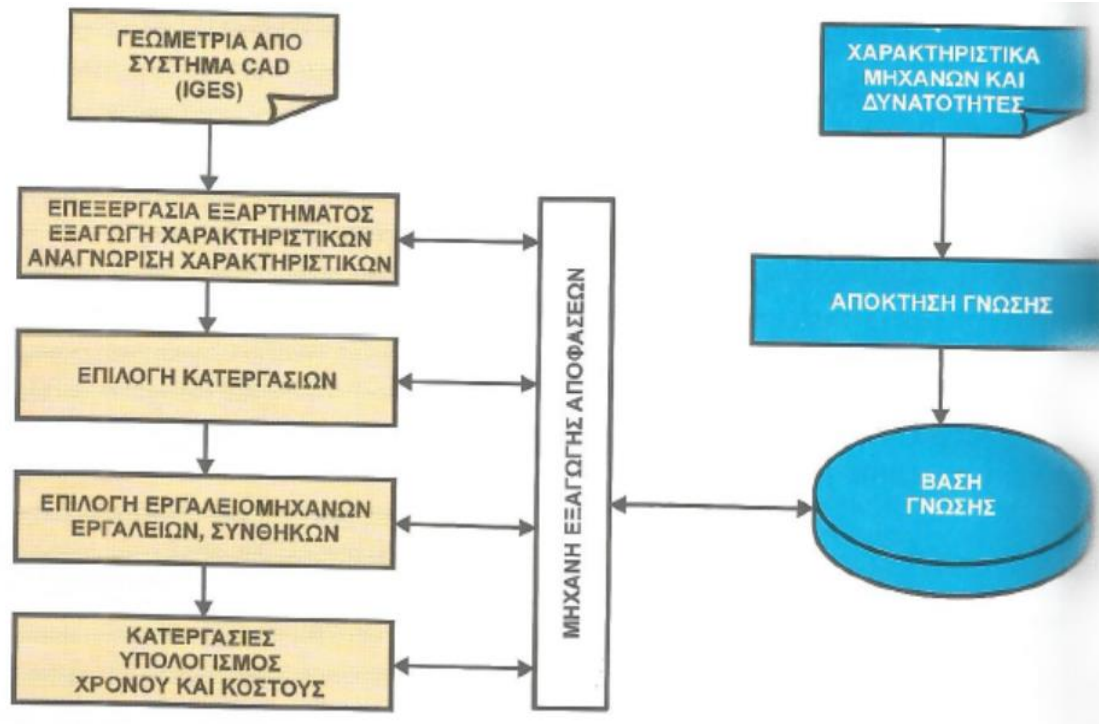 ΓΕΩΜΕΤΡΙΑ ΑΠΟ
ΣΥΣΤΗΜΑ CAD
(IGES)
ΕΠΕΞΕΡΓΑΣΙΑ ΕΞΑΡΤΗΜΑΤΟΣ
ΕΞΑΓΩΓΗ ΧΑΡΑΚΤΗΡΙΣΤΙΚΩΝ
ΑΝΑΓΝΩΡΙΣΗ ΧΑΡΑΚΤΗΡΙΣΤΙΚΩΝ
ΕΠΙΛΟΓΗ ΚΑΤΕΡΓΑΣΙΩΝ
ΕΠΙΛΟΓΗ ΕΡΓΑΛΕΙΟΜΗΧΑΝΩΝ
ΕΡΓΑΛΕΙΩΝ, ΣΥΝΘΗΚΩΝ
ΚΑΤΕΡΓΑΣΙΕΣ
ΥΠΟΛΟΓΙΣΜΟΣ
ΧΡΟΝΟΥ ΚΑΙ ΚΟΣΤΟΥΣ
ΜΗΧΑΝΗ ΕΞΑΓΩΓΗΣ ΑΠΟΦΑΣΕΩΝ
ΧΑΡΑΚΤΗΡΙΣΤΙΚΑ
ΜΗΧΑΝΩΝ ΚΑΙ
ΔΥΝΑΤΟΤΗΤΕΣ
ΑΠΟΚΤΗΣΗ ΓΝΩΣΗΣ
ΒΑΣΗ
ΓΝΩΣΗΣ